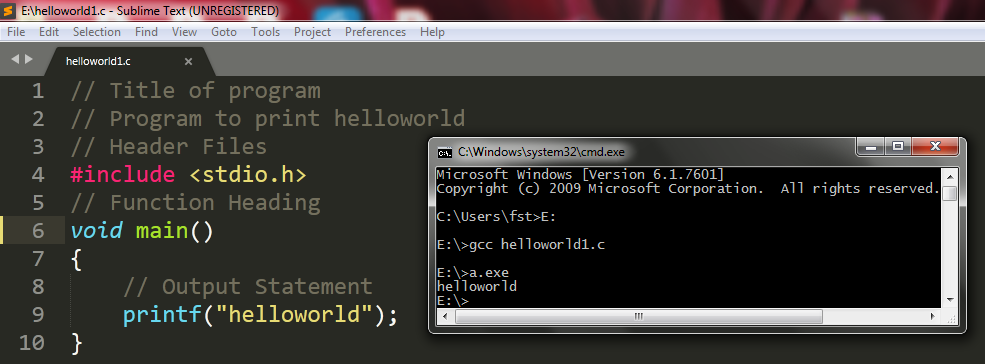 E:\helloworld1.c - Sublime Text (UNREGISTERED)
File Edit Selection Find View Goto Tools Project Preferences Help
helloworld1.c ×
1 // Title of program
2 // Program to print helloworld
3 // Header Files
4 #include <stdio.h>
5 // Function Heading
6 void main()
7 {
8 // Output Statement
9 printf("helloworld");
10 }
C:\Windows\system32\cmd.exe
Microsoft Windows [Version 6.1.7601]
Copyright (c) 2009 Microsoft Corporation. All rights reserved.
C:\Users\fst>E:
E:\>gcc helloworld1.c
E:\>a.exe
helloworld
E:\>